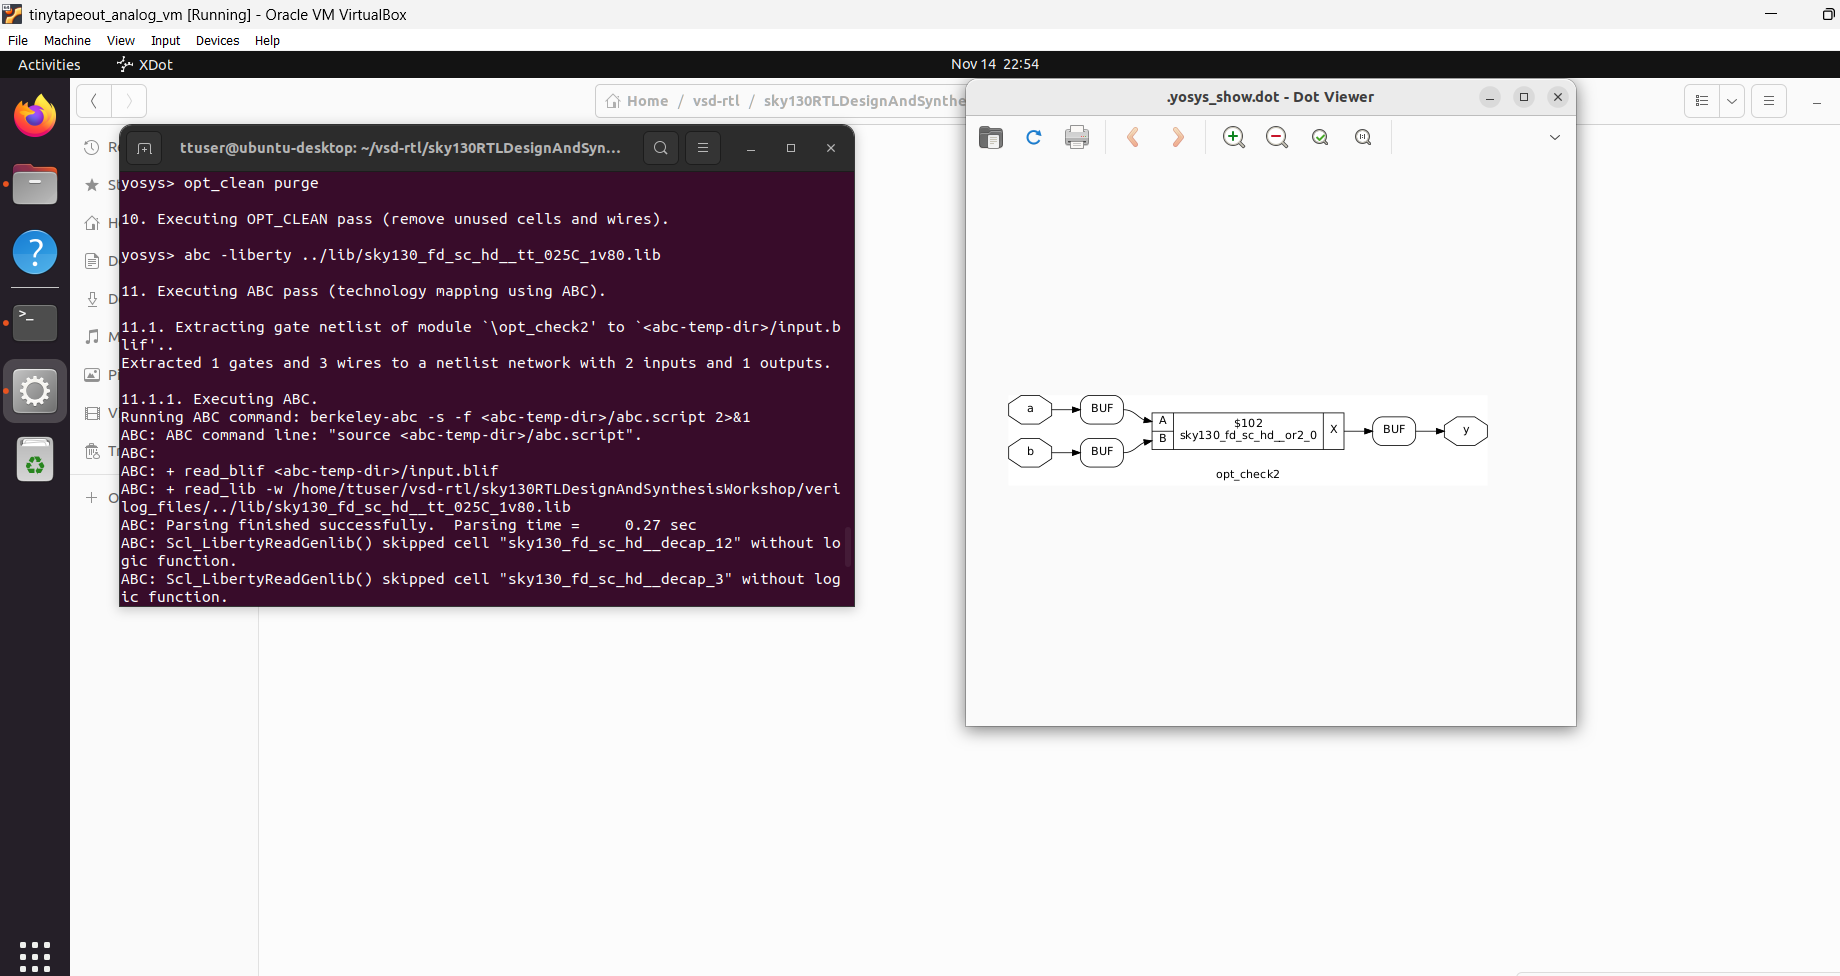 tinytapeout_analog_vm [Running] - Oracle VM VirtualBox
File Machine View Input Devices Help
Activities XDot Nov 14 22:54
Home / vsd-rtl / sky130RTLDesignAndSynthe
ttuser@ubuntu-desktop: ~/vsd-rtl/sky130RTLDesignAndSyn...
yosys> opt_clean purge
10. Executing OPT_CLEAN pass (remove unused cells and wires).
yosys> abc -liberty ../lib/sky130_fd_sc_hd__tt_025C_1v80.lib
11. Executing ABC pass (technology mapping using ABC).
11.1. Extracting gate netlist of module `\opt_check2' to `<abc-temp-dir>/input.b
lif'..
Extracted 1 gates and 3 wires to a netlist network with 2 inputs and 1 outputs.
11.1.1. Executing ABC.
Running ABC command: berkeley-abc -s -f <abc-temp-dir>/abc.script 2>&1
ABC: ABC command line: "source <abc-temp-dir>/abc.script".
ABC:
ABC: + read_blif <abc-temp-dir>/input.blif
ABC: + read_lib -w /home/ttuser/vsd-rtl/sky130RTLDesignAndSynthesisWorkshop/veri
log_files/../lib/sky130_fd_sc_hd__tt_025C_1v80.lib
ABC: Parsing finished successfully.  Parsing time =     0.27 sec
ABC: Scl_LibertyReadGenlib() skipped cell "sky130_fd_sc_hd__decap_12" without lo
gic function.
ABC: Scl_LibertyReadGenlib() skipped cell "sky130_fd_sc_hd__decap_3" without log
ic function.
.yosys_show.dot - Dot Viewer
a
BUF
b
BUF
A
B
$102
sky130_fd_sc_hd__or2_0
X
BUF
y
opt_check2